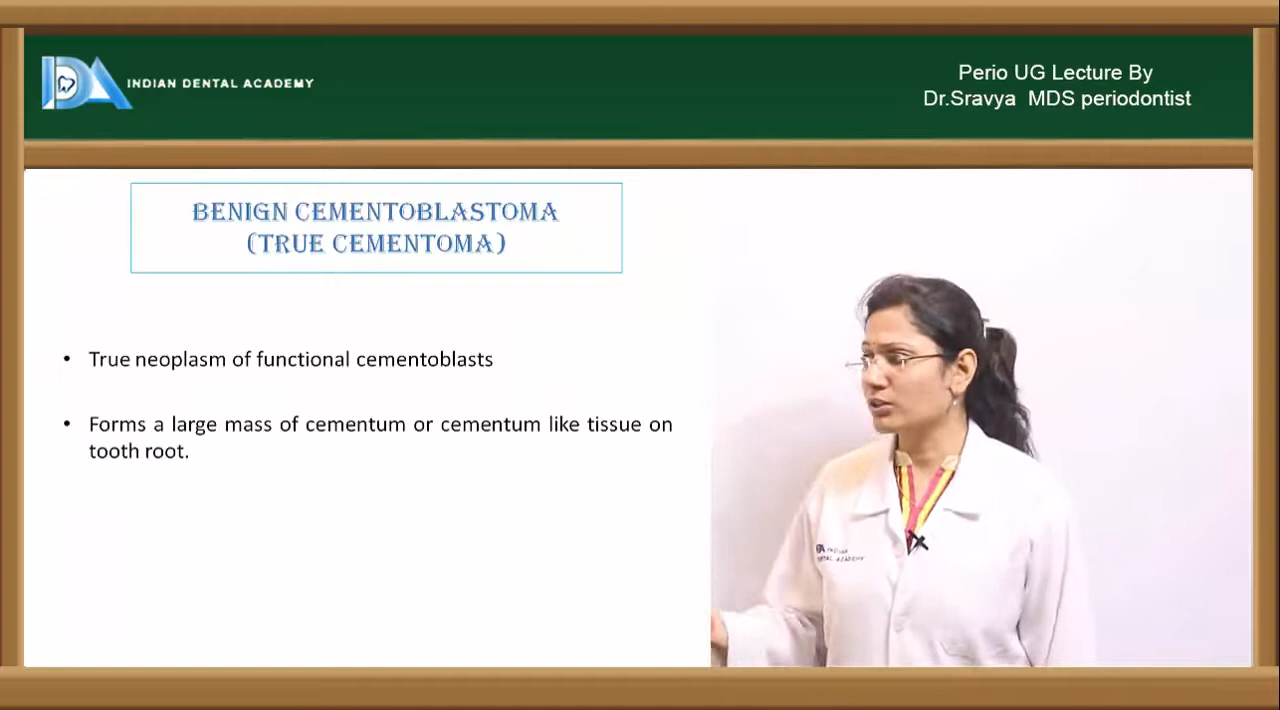 IDA INDIAN DENTAL ACADEMY
Perio UG Lecture By
Dr.Sravya MDS periodontist
BENIGN CEMENTOBLASTOMA
(TRUE CEMENTOMA)
• True neoplasm of functional cementoblasts
• Forms a large mass of cementum or cementum like tissue on
tooth root.